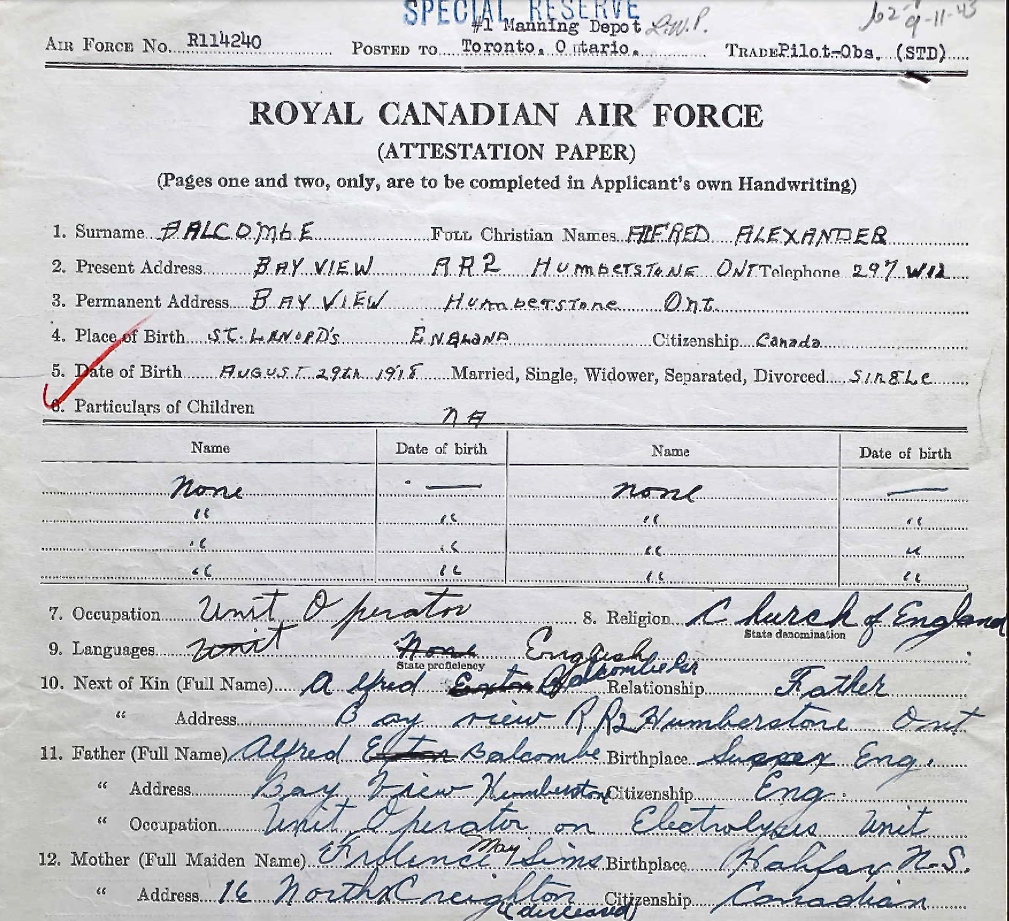 SPECIAL RESERVE
9-11-43
#1 Manning Depot
AIR FORCE NO. R114240 POSTED TO Toronto, Ontario. TRADE Pilot-Obs. (STD)
ROYAL CANADIAN AIR FORCE
(ATTESTATION PAPER)
(Pages one and two, only, are to be completed in Applicant's own Handwriting)
1. Surname BALCOMbE FULL Christian Names ALFRED ALEXANDER
2. Present Address BAY VIEW RR2 HUMBERSTONE ONT Telephone 297 W12
3. Permanent Address BAY VIEW Humberstone Ont
4. Place of Birth ST. LENORD'S ENGLAND Citizenship Canada
5. Date of Birth AUGUST 29th 1918 Married, Single, Widower, Separated, Divorced SINGLe
6. Particulars of Children NA
Name Date of birth Name Date of birth
None — none —
" " " "
" " " "
" " " "
7. Occupation Unit Operator 8. Religion Church of England
State denomination
9. Languages Unit None English
State proficiency
10. Next of Kin (Full Name) Alfred Exton Balcombe Relationship Father
" Address Bay view RR2 Humberstone Ont
11. Father (Full Name) Alfred Exton Balcombe Birthplace Sussex Eng.
" Address Bay View Humberston Citizenship Eng.
" Occupation Unit Operator on Electrolysis Unit
May
12. Mother (Full Maiden Name) Sims Birthplace Halifax N-S.
" Address 16 North Creighton Citizenship Canadian
(deceased)